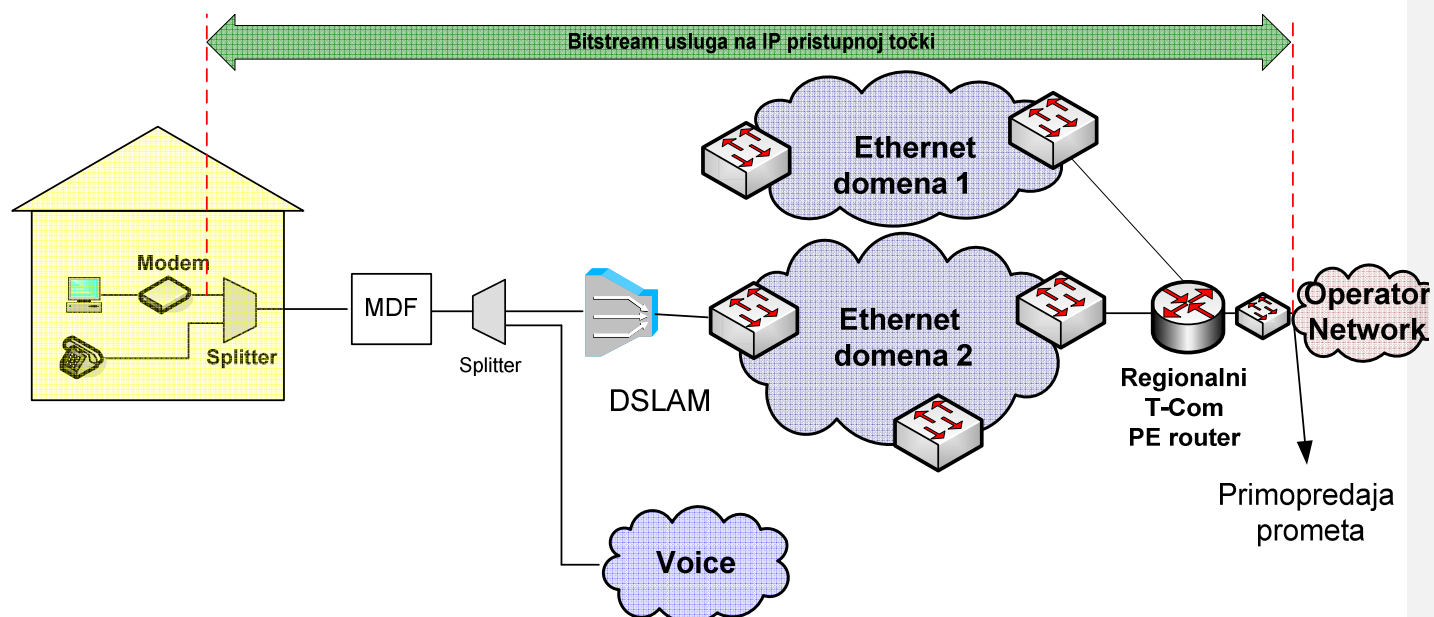 Bitstream usluga na IP pristupnoj točki
Ethernet
domena 1
Modem
Splitter
MDF
Splitter
DSLAM
Ethernet
domena 2
Regionalni
T-Com
PE router
Operator
Network
Primopredaja
prometa
Voice